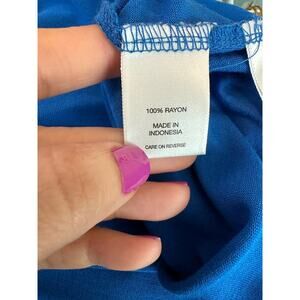 100% RAYON
MADE IN
INDONESIA
CARE ON REVERSE